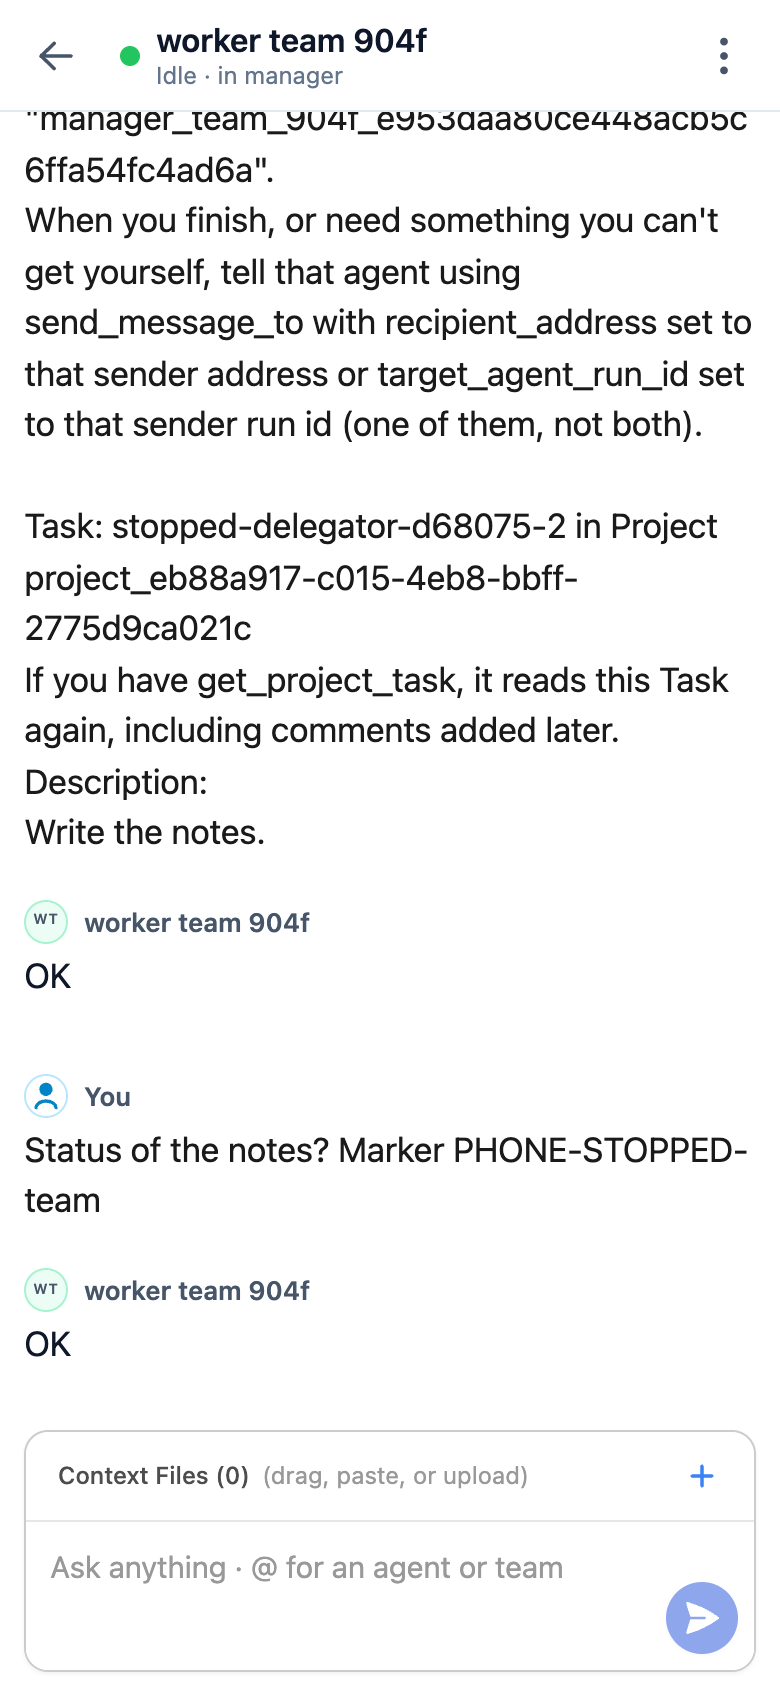 worker team 904f
Idle · in manager
"manager_team_904f_e953daa80ce448acb5c
6ffa54fc4ad6a".
When you finish, or need something you can't
get yourself, tell that agent using
send_message_to with recipient_address set to
that sender address or target_agent_run_id set
to that sender run id (one of them, not both).
Task: stopped-delegator-d68075-2 in Project
project_eb88a917-c015-4eb8-bbff-
2775d9ca021c
If you have get_project_task, it reads this Task
again, including comments added later.
Description:
Write the notes.
WT worker team 904f
OK
You
Status of the notes? Marker PHONE-STOPPED-
team
WT worker team 904f
OK
Context Files (0) (drag, paste, or upload)
Ask anything · @ for an agent or team